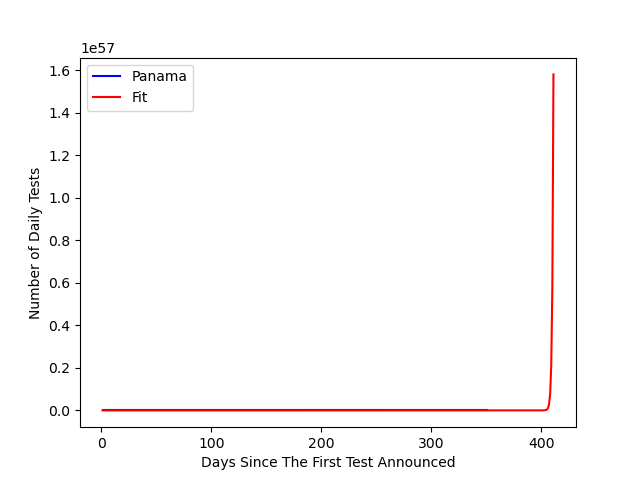 1e57
Panama
Fit
1.6
1.4
1.2
1.0
0.8
0.6
0.4
0.2
0.0
Number of Daily Tests
0 100 200 300 400
Days Since The First Test Announced